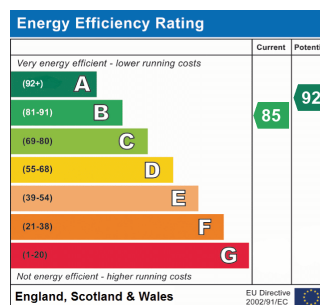 Energy Efficiency Rating
Current Potenti
Very energy efficient - lower running costs
(92+) A
(81-91) B
85
92
(69-80) C
(55-68) D
(39-54) E
(21-38) F
(1-20) G
Not energy efficient - higher running costs
England, Scotland & Wales
EU Directive
2002/91/EC